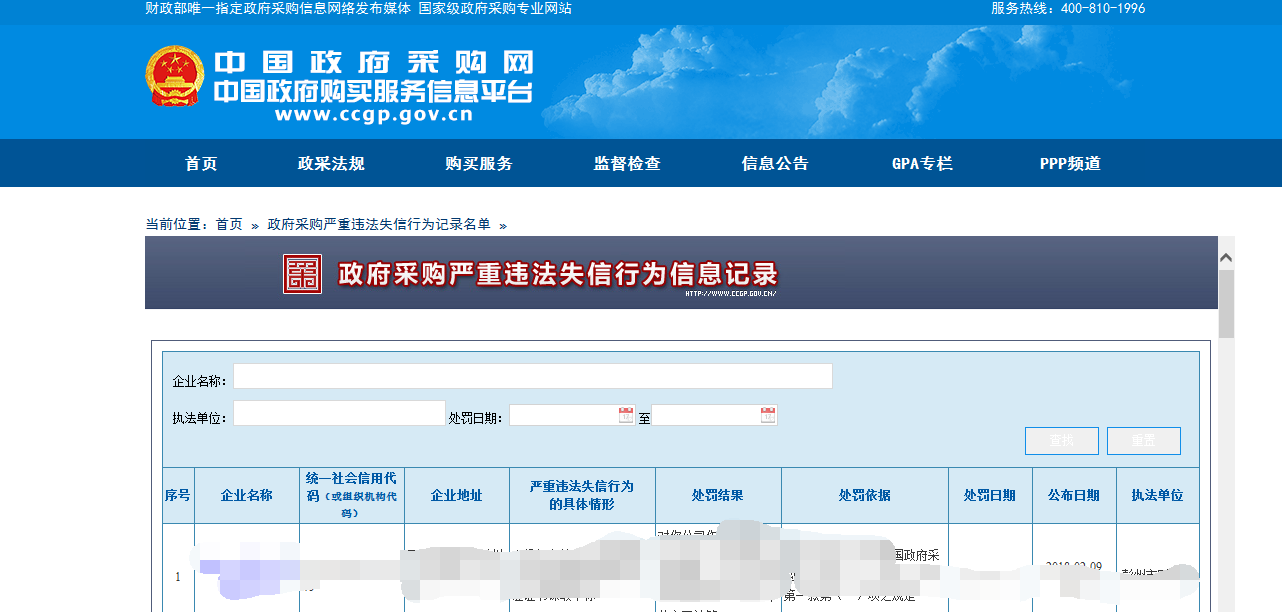 财政部唯一指定政府采购信息网络发布媒体 国家级政府采购专业网站
服务热线：400-810-1996
中国政府采购网
中国政府购买服务信息平台
www.ccgp.gov.cn
首页 政采法规 购买服务 监督检查 信息公告 GPA专栏 PPP频道
当前位置：首页 » 政府采购严重违法失信行为记录名单 »
政府采购严重违法失信行为信息记录
HTTP://WWW.CCGP.GOV.CN/
企业名称：
执法单位： 处罚日期： 至
查找 重置
序号 企业名称 统一社会信用代码（或组织机构代码） 企业地址 严重违法失信行为的具体情形 处罚结果 处罚依据 处罚日期 公布日期 执法单位
国政府采
1